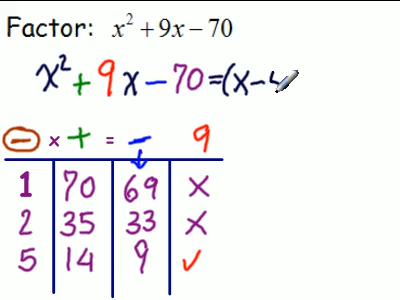 Factor: x² + 9x − 70
x² + 9x − 70 = (x −
− × + = − 9
1 70 69 ×
2 35 33 ×
5 14 9 ✓